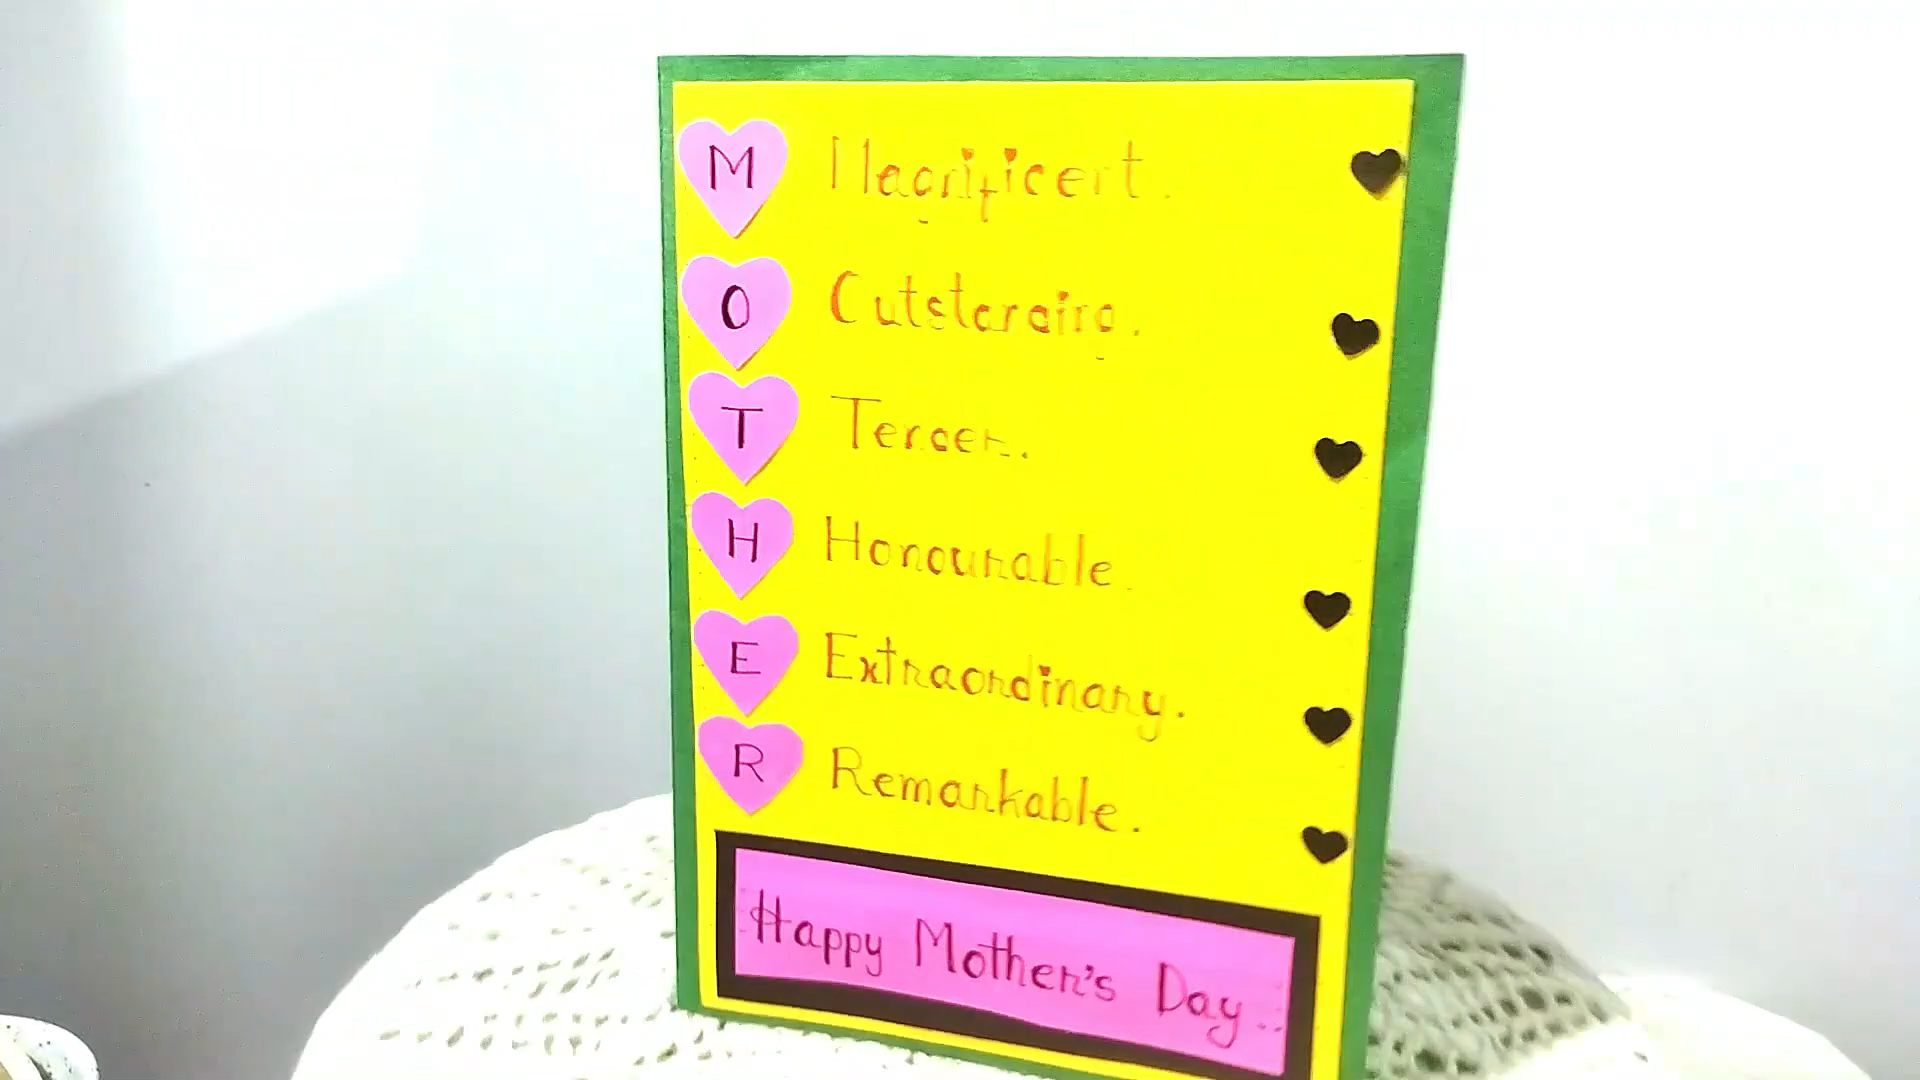 M Magnificent.
O Outstanding.
T Tender.
H Honourable.
E Extraordinary.
R Remarkable.
Happy Mother's Day..